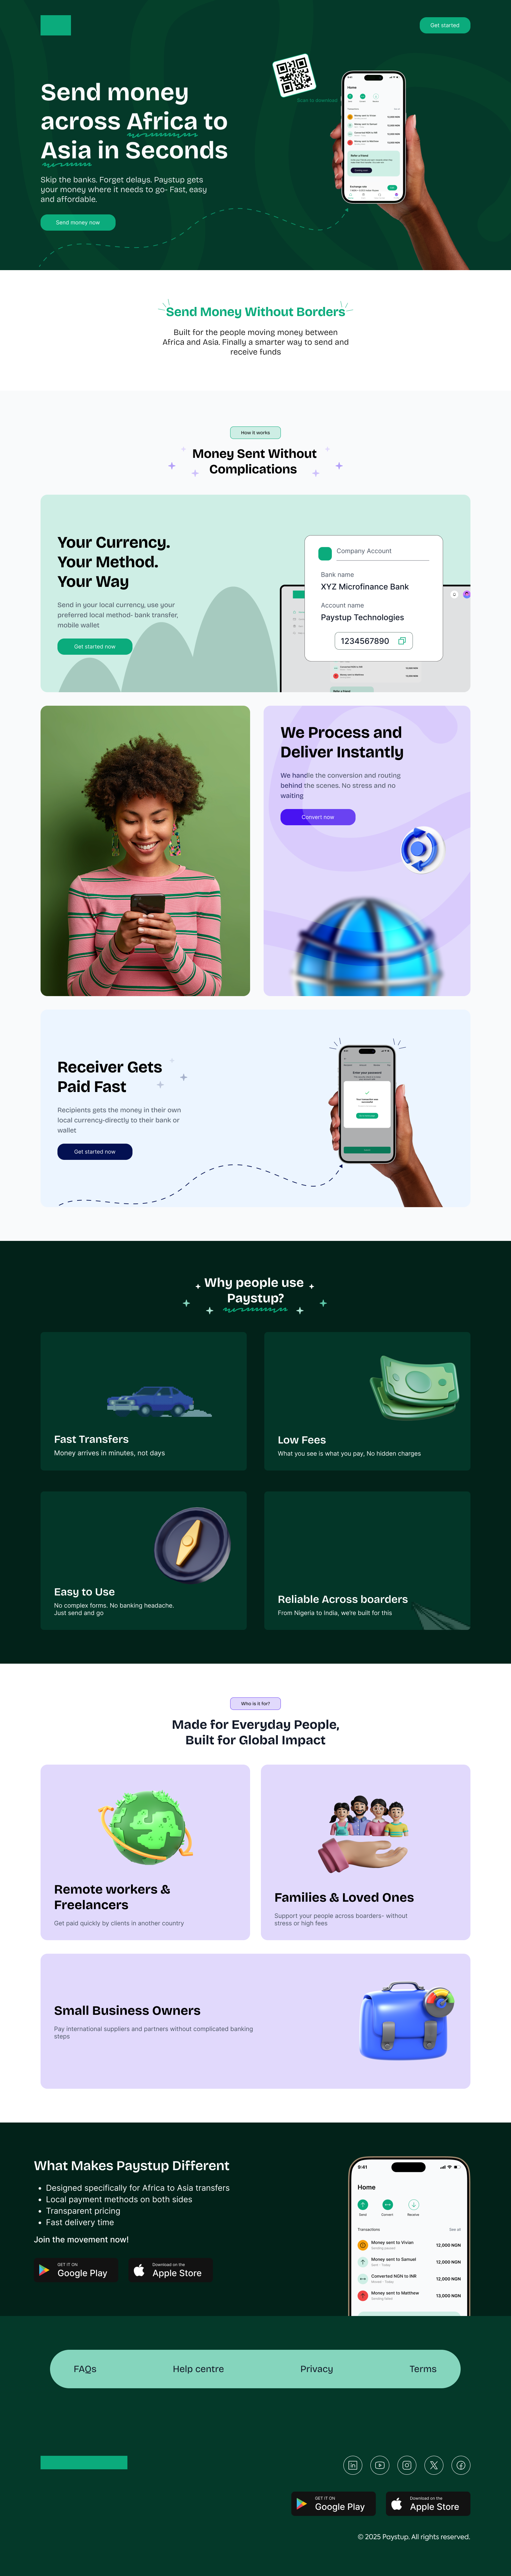 Get started
Send money
across Africa to
Asia in Seconds
Skip the banks. Forget delays. Paystup gets
your money where it needs to go- Fast, easy
and affordable.
Send money now
Scan to download
Home
Send Money Without Borders
Built for the people moving money between
Africa and Asia. Finally a smarter way to send and
receive funds
How it works
Money Sent Without
Complications
Your Currency.
Your Method.
Your Way
Send in your local currency, use your
preferred local method- bank transfer,
mobile wallet
Get started now
Company Account
Bank name
XYZ Microfinance Bank
Account name
Paystup Technologies
1234567890
We Process and
Deliver Instantly
We handle the conversion and routing
behind the scenes. No stress and no
waiting
Convert now
Receiver Gets
Paid Fast
Recipients gets the money in their own
local currency-directly to their bank or
wallet
Get started now
Why people use
Paystup?
Fast Transfers
Money arrives in minutes, not days
Low Fees
What you see is what you pay, No hidden charges
Easy to Use
No complex forms. No banking headache.
Just send and go
Reliable Across boarders
From Nigeria to India, we're built for this
Who is it for?
Made for Everyday People,
Built for Global Impact
Remote workers &
Freelancers
Get paid quickly by clients in another country
Families & Loved Ones
Support your people across boarders- without
stress or high fees
Small Business Owners
Pay international suppliers and partners without complicated banking
steps
What Makes Paystup Different
Designed specifically for Africa to Asia transfers
Local payment methods on both sides
Transparent pricing
Fast delivery time
Join the movement now!
GET IT ON
Google Play
Download on the
Apple Store
9:41
Home
Send
Convert
Receive
Transactions
See all
Money sent to Vivian
12,000 NGN
Money sent to Samuel
12,000 NGN
Converted NGN to INR
12,000 NGN
Money sent to Matthew
13,000 NGN
FAQs
Help centre
Privacy
Terms
GET IT ON
Google Play
Download on the
Apple Store
© 2025 Poystup. All rights reserved.